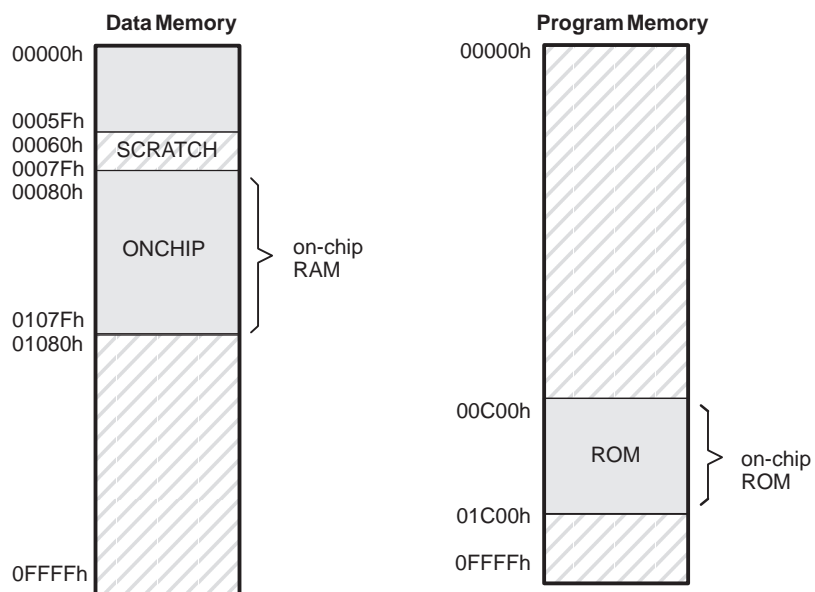 Data Memory
00000h
0005Fh
00060h
SCRATCH
0007Fh
00080h
ONCHIP
on-chip
RAM
0107Fh
01080h
0FFFFh
Program Memory
00000h
00C00h
ROM
on-chip
ROM
01C00h
0FFFFh